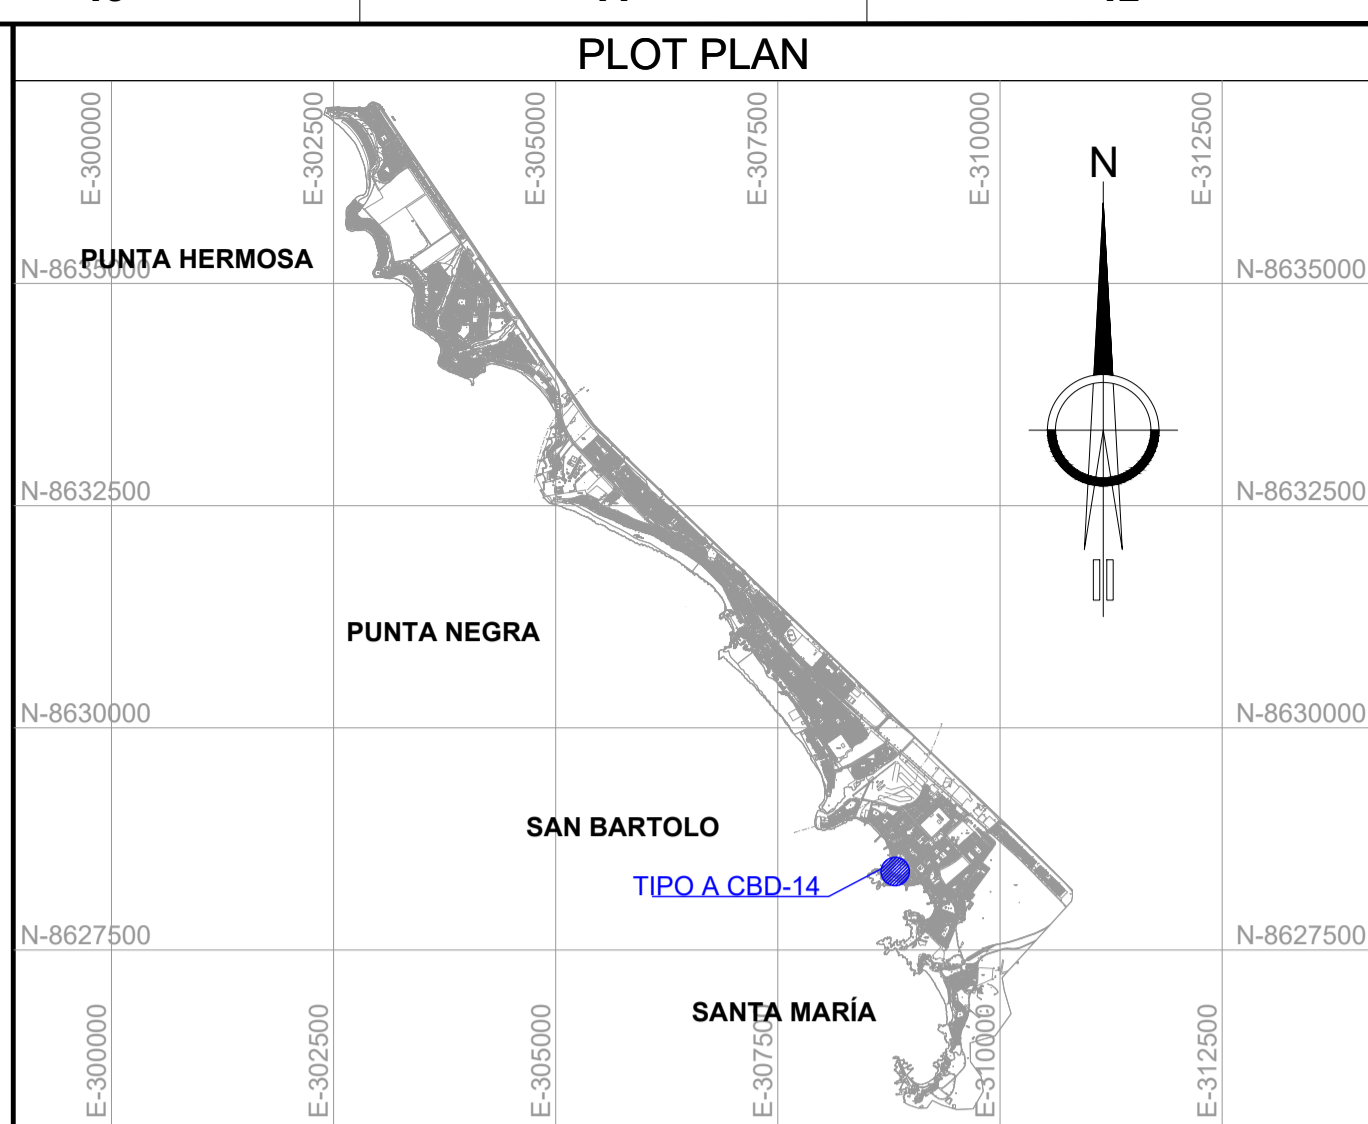 PLOT PLAN
E-300000
E-302500
E-305000
E-307500
E-310000
E-312500
N
PUNTA HERMOSA
N-8635000
N-8635000
N-8632500
N-8632500
PUNTA NEGRA
N-8630000
N-8630000
SAN BARTOLO
TIPO A CBD-14
N-8627500
N-8627500
SANTA MARÍA
E-300000
E-302500
E-305000
E-307500
E-310000
E-312500